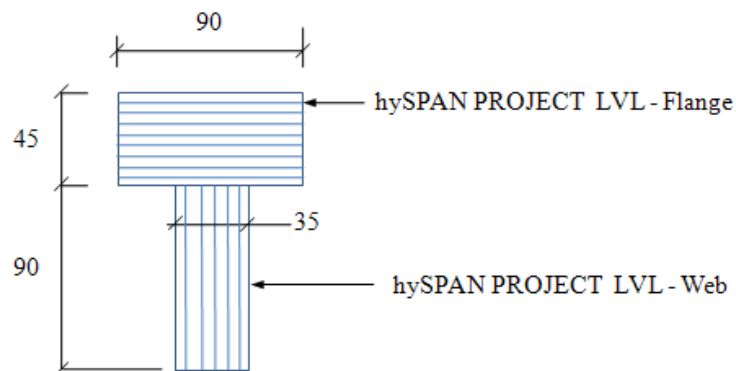 90
hySPAN PROJECT LVL - Flange
45
35
90
hySPAN PROJECT LVL - Web